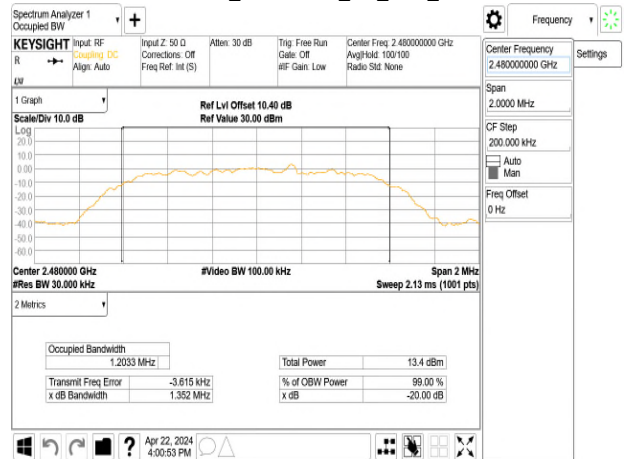 Spectrum Analyzer 1
Occupied BW
+
Frequency
KEYSIGHT Input: RF
Coupling: DC
Align: Auto
R
Input Z: 50 Ω
Corrections: Off
Freq Ref: Int (S)
Atten: 30 dB
Trig: Free Run
Gate: Off
#IF Gain: Low
Center Freq: 2.480000000 GHz
Avg|Hold: 100/100
Radio Std: None
Center Frequency
2.480000000 GHz
Settings
Span
2.0000 MHz
CF Step
200.000 kHz
Auto
Man
Freq Offset
0 Hz
1 Graph
Scale/Div 10.0 dB
Ref Lvl Offset 10.40 dB
Ref Value 30.00 dBm
Log
20.0
10.0
0.00
-10.0
-20.0
-30.0
-40.0
-50.0
-60.0
Center 2.480000 GHz
#Res BW 30.000 kHz
#Video BW 100.00 kHz
Span 2 MHz
Sweep 2.13 ms (1001 pts)
2 Metrics
Occupied Bandwidth
1.2033 MHz
Total Power 13.4 dBm
Transmit Freq Error -3.615 kHz
% of OBW Power 99.00 %
x dB Bandwidth 1.352 MHz
x dB -20.00 dB
?
Apr 22, 2024
4:00:53 PM